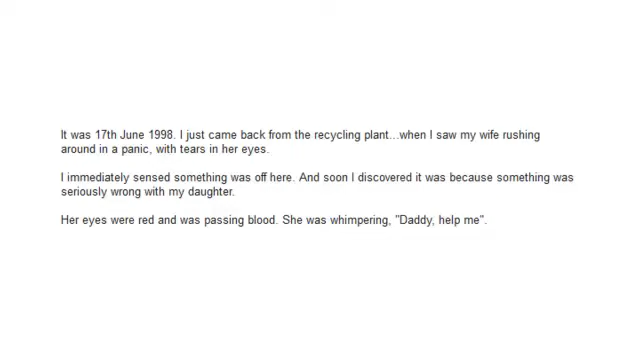 It was 17th June 1998. I just came back from the recycling plant...when I saw my wife rushing
around in a panic, with tears in her eyes.
I immediately sensed something was off here. And soon I discovered it was because something was
seriously wrong with my daughter.
Her eyes were red and was passing blood. She was whimpering, "Daddy, help me".